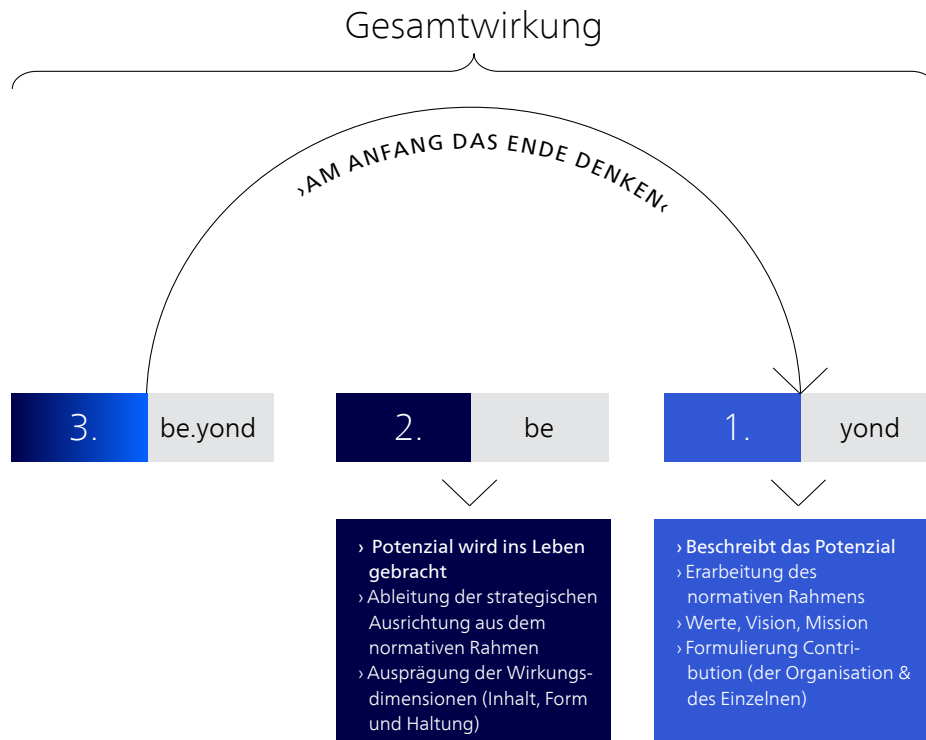 Gesamtwirkung
›AM ANFANG DAS ENDE DENKEN‹
3. be.yond
2. be
1. yond
› Potenzial wird ins Leben
gebracht
› Ableitung der strategischen
Ausrichtung aus dem
normativen Rahmen
› Ausprägung der Wirkungs-
dimensionen (Inhalt, Form
und Haltung)
› Beschreibt das Potenzial
› Erarbeitung des
normativen Rahmens
› Werte, Vision, Mission
› Formulierung Contri-
bution (der Organisation &
des Einzelnen)